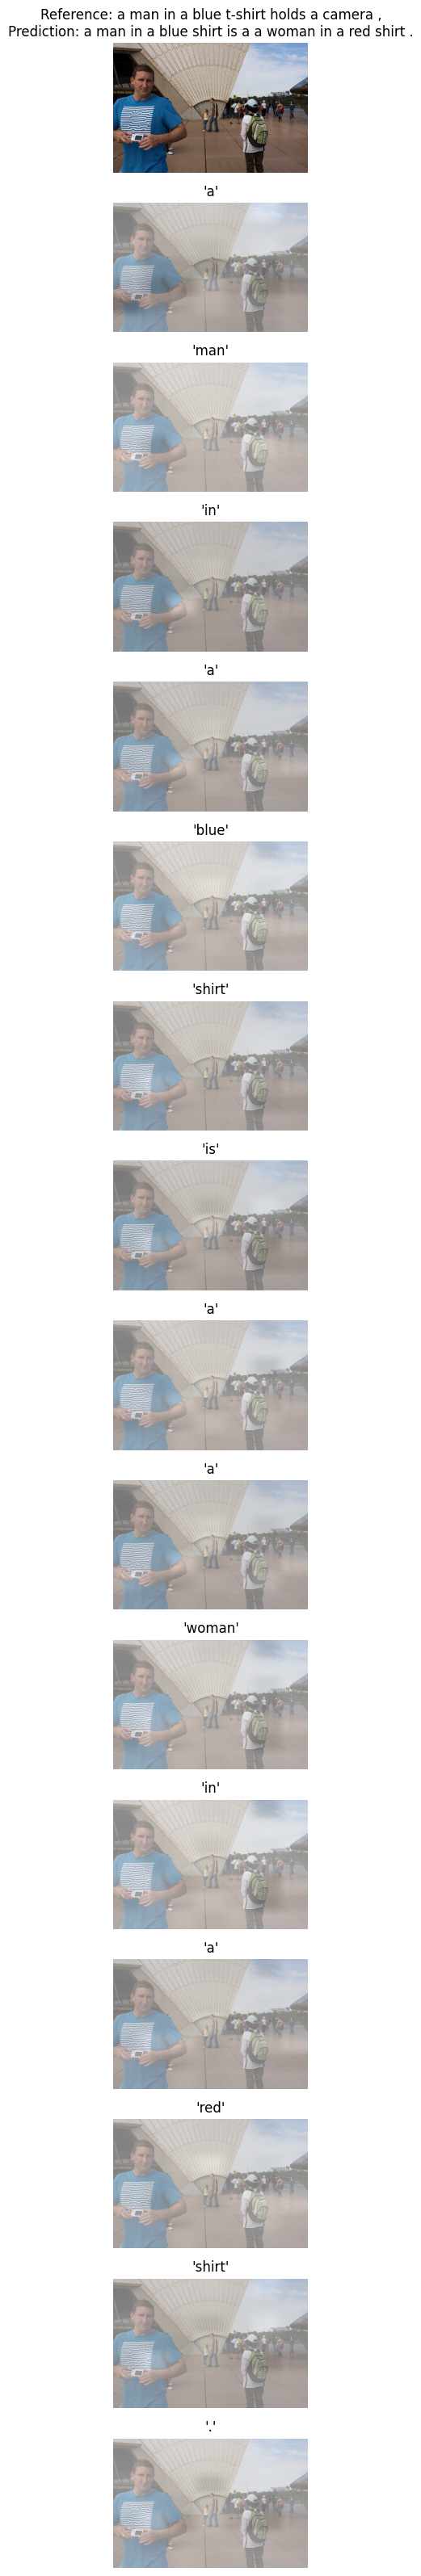 Reference: a man in a blue t-shirt holds a camera ,
Prediction: a man in a blue shirt is a a woman in a red shirt .
'a'
'man'
'in'
'a'
'blue'
'shirt'
'is'
'a'
'a'
'woman'
'in'
'a'
'red'
'shirt'
'.'